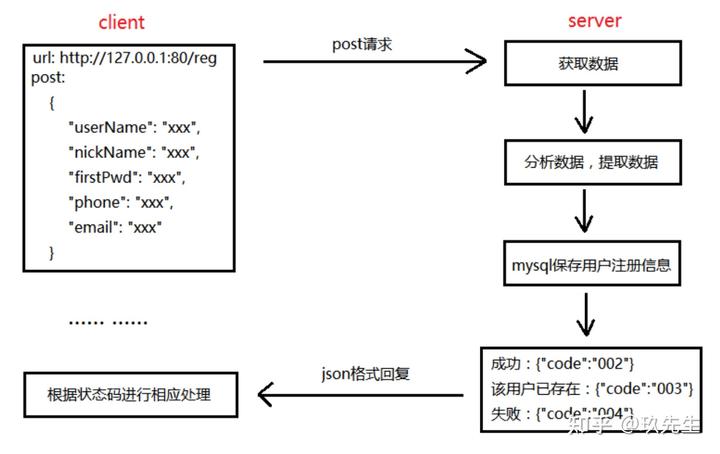 client
server
url: http://127.0.0.1:80/reg
post:
{
"userName": "xxx",
"nickName": "xxx",
"firstPwd": "xxx",
"phone": "xxx",
"email": "xxx"
}
post请求
获取数据
分析数据，提取数据
mysql保存用户注册信息
...... ......
成功：{"code":"002"}
该用户已存在：{"code":"003"}
失败：{"code":"004"}
json格式回复
根据状态码进行相应处理
知乎 @玖先生